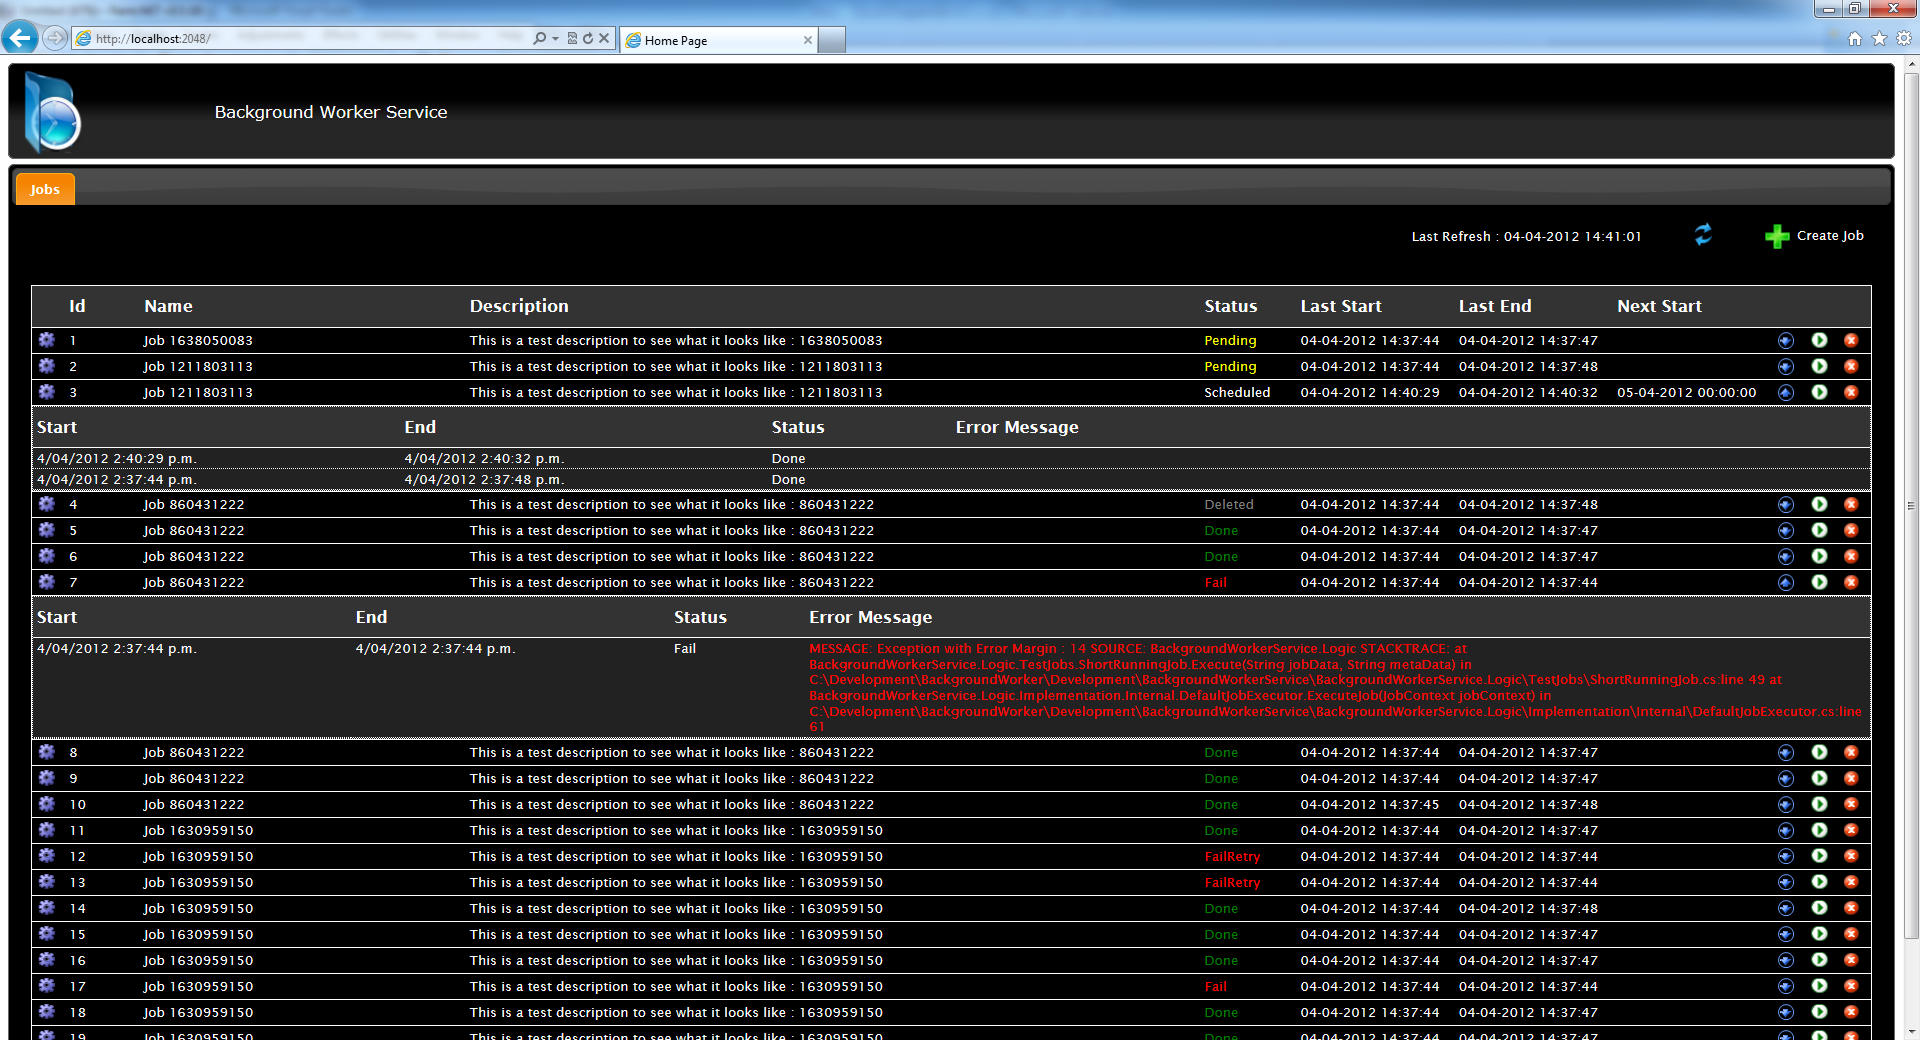 http://localhost:2048/
Home Page
Background Worker Service
Jobs
Last Refresh : 04-04-2012 14:41:01
Create Job
Id Name Description Status Last Start Last End Next Start
1 Job 1638050083 This is a test description to see what it looks like : 1638050083 Pending 04-04-2012 14:37:44 04-04-2012 14:37:47
2 Job 1211803113 This is a test description to see what it looks like : 1211803113 Pending 04-04-2012 14:37:44 04-04-2012 14:37:48
3 Job 1211803113 This is a test description to see what it looks like : 1211803113 Scheduled 04-04-2012 14:40:29 04-04-2012 14:40:32 05-04-2012 00:00:00
Start End Status Error Message
4/04/2012 2:40:29 p.m. 4/04/2012 2:40:32 p.m. Done
4/04/2012 2:37:44 p.m. 4/04/2012 2:37:48 p.m. Done
4 Job 860431222 This is a test description to see what it looks like : 860431222 Deleted 04-04-2012 14:37:44 04-04-2012 14:37:48
5 Job 860431222 This is a test description to see what it looks like : 860431222 Done 04-04-2012 14:37:44 04-04-2012 14:37:47
6 Job 860431222 This is a test description to see what it looks like : 860431222 Done 04-04-2012 14:37:44 04-04-2012 14:37:47
7 Job 860431222 This is a test description to see what it looks like : 860431222 Fail 04-04-2012 14:37:44 04-04-2012 14:37:44
Start End Status Error Message
4/04/2012 2:37:44 p.m. 4/04/2012 2:37:44 p.m. Fail MESSAGE: Exception with Error Margin : 14 SOURCE: BackgroundWorkerService.Logic STACKTRACE: at
BackgroundWorkerService.Logic.TestJobs.ShortRunningJob.Execute(String jobData, String metaData) in
C:\Development\BackgroundWorker\Development\BackgroundWorkerService\BackgroundWorkerService.Logic\TestJobs\ShortRunningJob.cs:line 49 at
BackgroundWorkerService.Logic.Implementation.Internal.DefaultJobExecutor.ExecuteJob(JobContext jobContext) in
C:\Development\BackgroundWorker\Development\BackgroundWorkerService\BackgroundWorkerService.Logic\Implementation\Internal\DefaultJobExecutor.cs:line
61
8 Job 860431222 This is a test description to see what it looks like : 860431222 Done 04-04-2012 14:37:44 04-04-2012 14:37:47
9 Job 860431222 This is a test description to see what it looks like : 860431222 Done 04-04-2012 14:37:44 04-04-2012 14:37:47
10 Job 860431222 This is a test description to see what it looks like : 860431222 Done 04-04-2012 14:37:45 04-04-2012 14:37:48
11 Job 1630959150 This is a test description to see what it looks like : 1630959150 Done 04-04-2012 14:37:44 04-04-2012 14:37:47
12 Job 1630959150 This is a test description to see what it looks like : 1630959150 FailRetry 04-04-2012 14:37:44 04-04-2012 14:37:44
13 Job 1630959150 This is a test description to see what it looks like : 1630959150 FailRetry 04-04-2012 14:37:44 04-04-2012 14:37:44
14 Job 1630959150 This is a test description to see what it looks like : 1630959150 Done 04-04-2012 14:37:44 04-04-2012 14:37:48
15 Job 1630959150 This is a test description to see what it looks like : 1630959150 Done 04-04-2012 14:37:44 04-04-2012 14:37:47
16 Job 1630959150 This is a test description to see what it looks like : 1630959150 Done 04-04-2012 14:37:44 04-04-2012 14:37:47
17 Job 1630959150 This is a test description to see what it looks like : 1630959150 Fail 04-04-2012 14:37:44 04-04-2012 14:37:44
18 Job 1630959150 This is a test description to see what it looks like : 1630959150 Done 04-04-2012 14:37:44 04-04-2012 14:37:47
19 Job 1630959150 This is a test description to see what it looks like : 1630959150 Done 04-04-2012 14:37:44 04-04-2012 14:37:47